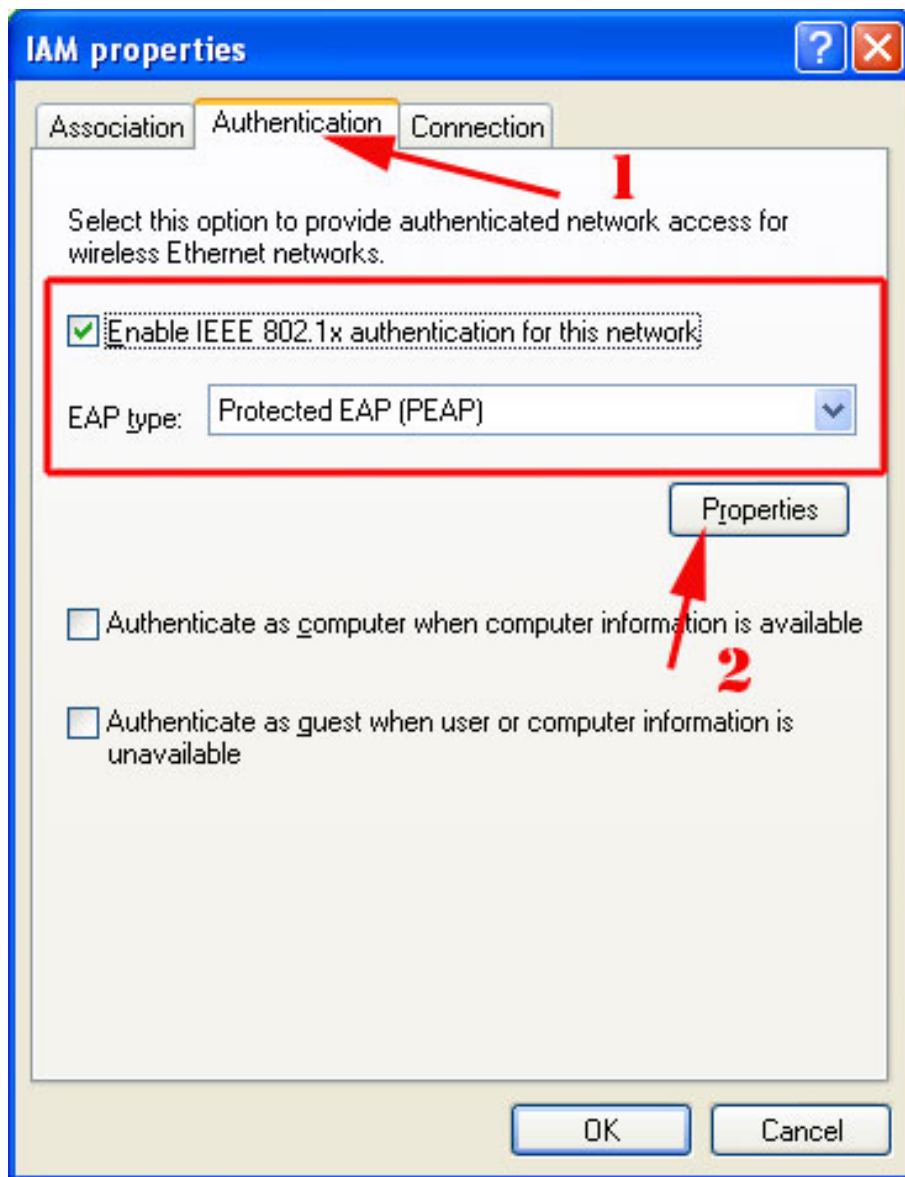 IAM properties
Association Authentication Connection
1
Select this option to provide authenticated network access for
wireless Ethernet networks.
Enable IEEE 802.1x authentication for this network
EAP type: Protected EAP (PEAP)
Properties
Authenticate as computer when computer information is available
2
Authenticate as guest when user or computer information is
unavailable
OK Cancel